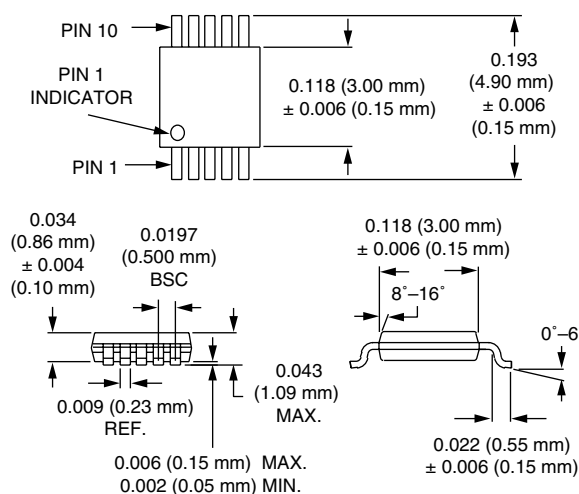 PIN 10
PIN 1
INDICATOR
PIN 1
0.118 (3.00 mm)
± 0.006 (0.15 mm)
0.193
(4.90 mm)
± 0.006
(0.15 mm)
0.034
(0.86 mm)
± 0.004
(0.10 mm)
0.0197
(0.500 mm)
BSC
0.043
(1.09 mm)
MAX.
0.009 (0.23 mm)
REF.
0.006 (0.15 mm) MAX.
0.002 (0.05 mm) MIN.
0.118 (3.00 mm)
± 0.006 (0.15 mm)
8˚–16˚
0˚–6
0.022 (0.55 mm)
± 0.006 (0.15 mm)